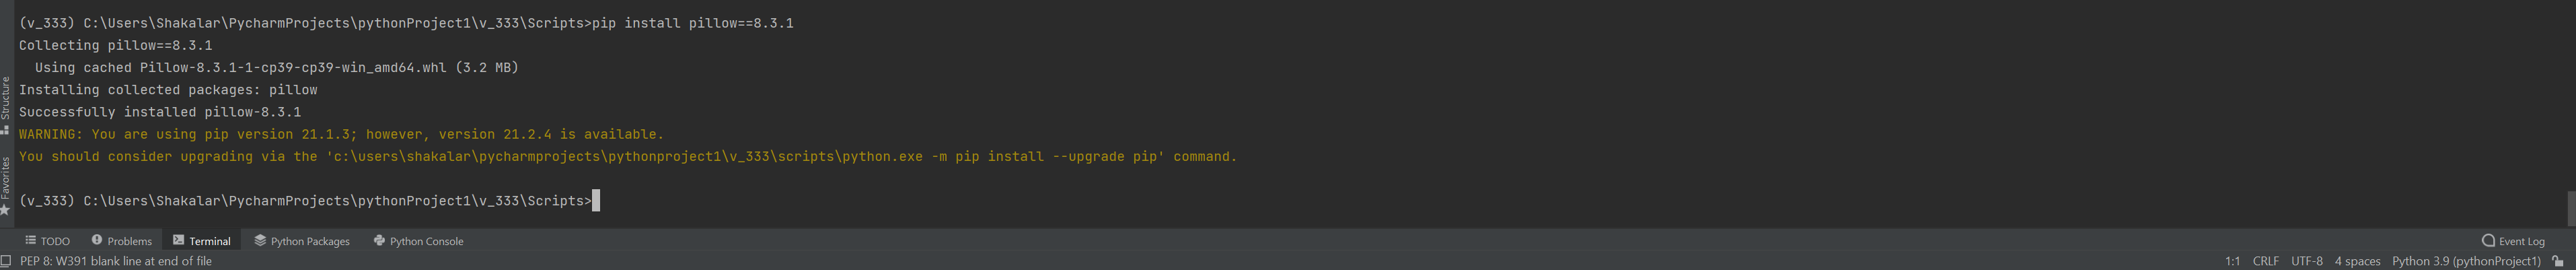 (v_333) C:\Users\Shakalar\PycharmProjects\pythonProject1\v_333\Scripts>pip install pillow==8.3.1
Collecting pillow==8.3.1
  Using cached Pillow-8.3.1-1-cp39-cp39-win_amd64.whl (3.2 MB)
Installing collected packages: pillow
Successfully installed pillow-8.3.1
WARNING: You are using pip version 21.1.3; however, version 21.2.4 is available.
You should consider upgrading via the 'c:\users\shakalar\pycharmprojects\pythonproject1\v_333\scripts\python.exe -m pip install --upgrade pip' command.
(v_333) C:\Users\Shakalar\PycharmProjects\pythonProject1\v_333\Scripts>
Structure
Favorites
TODO Problems Terminal Python Packages Python Console Event Log
PEP 8: W391 blank line at end of file 1:1 CRLF UTF-8 4 spaces Python 3.9 (pythonProject1)